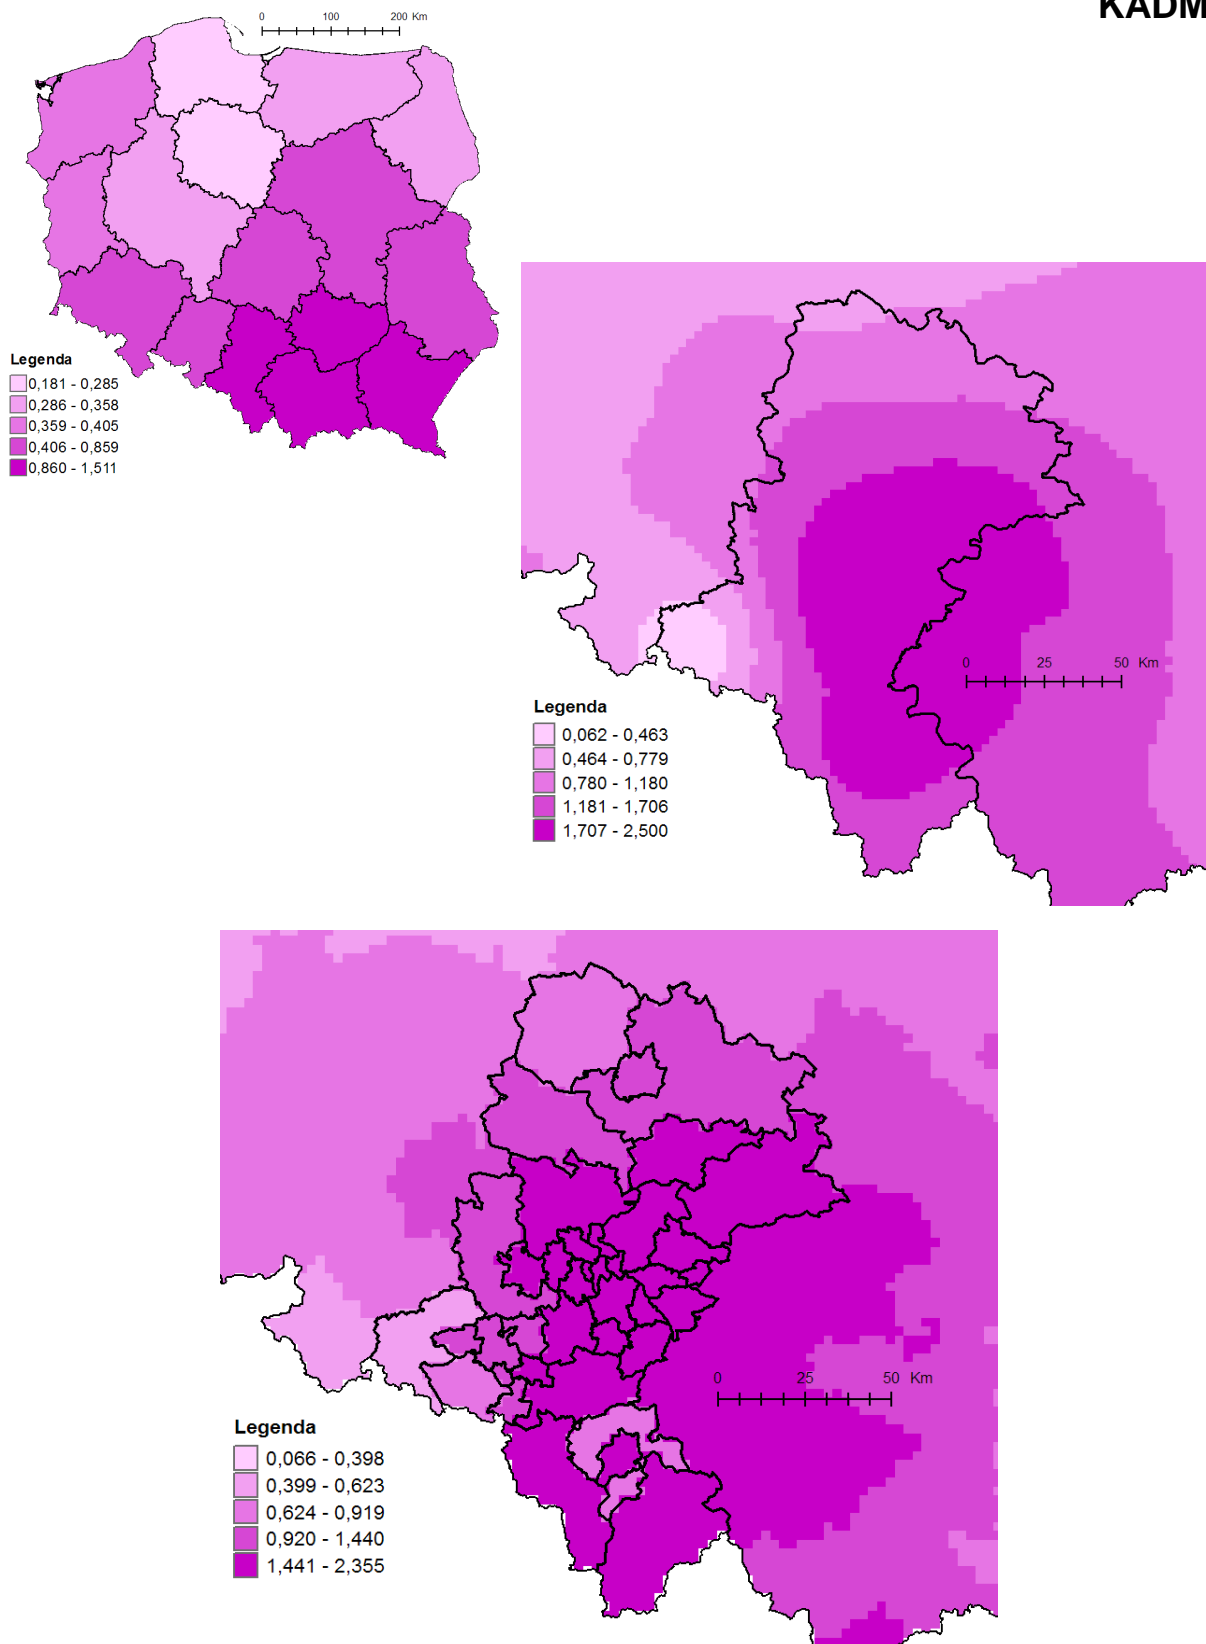 KADM
0 100 200 Km
Legenda
0,181 - 0,285
0,286 - 0,358
0,359 - 0,405
0,406 - 0,859
0,860 - 1,511
0 25 50 Km
Legenda
0,062 - 0,463
0,464 - 0,779
0,780 - 1,180
1,181 - 1,706
1,707 - 2,500
0 25 50 Km
Legenda
0,066 - 0,398
0,399 - 0,623
0,624 - 0,919
0,920 - 1,440
1,441 - 2,355